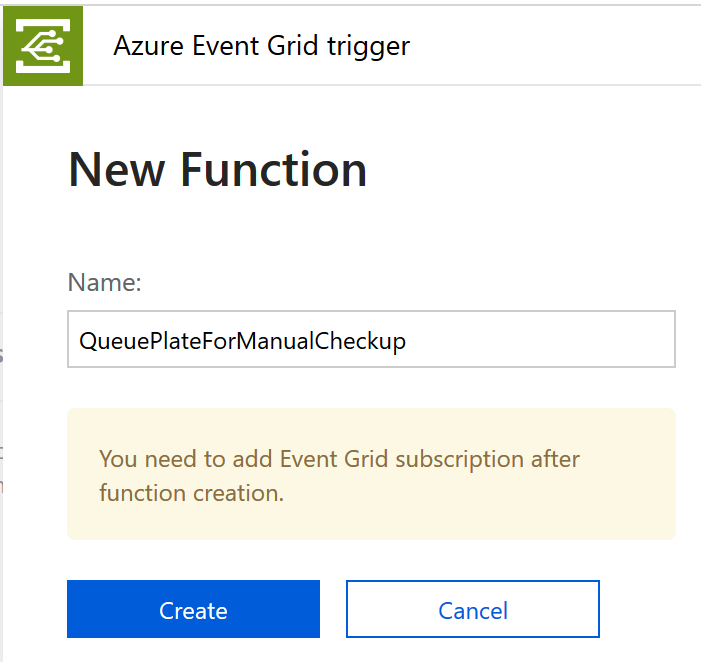 Azure Event Grid trigger
New Function
Name:
QueuePlateForManualCheckup
You need to add Event Grid subscription after
function creation.
Create
Cancel